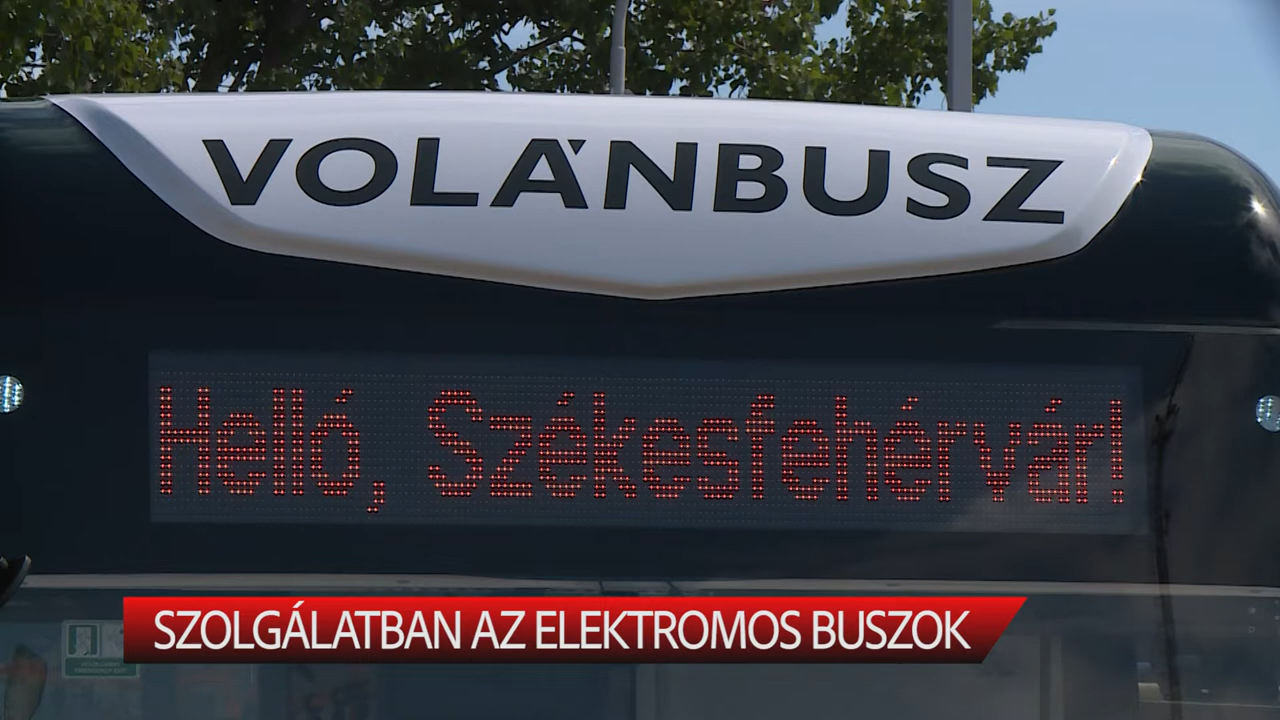 VOLÁNBUSZ
Helló, Székesfehérvár!
SZOLGÁLATBAN AZ ELEKTROMOS BUSZOK